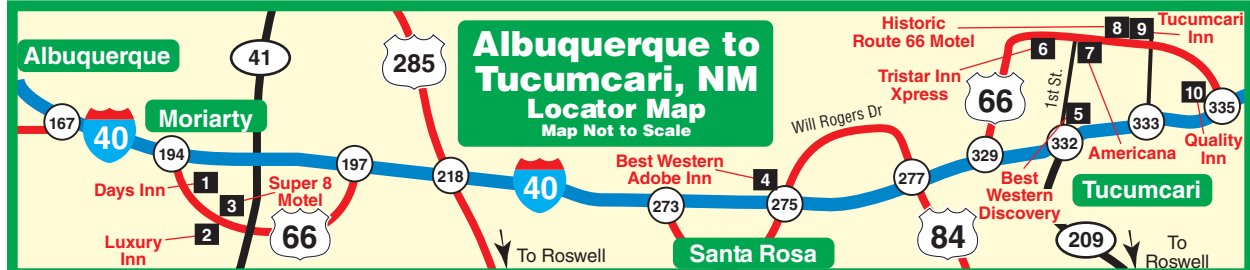 Albuquerque to
Tucumcari, NM
Locator Map
Map Not to Scale
Albuquerque
167
40
Moriarty
194
41
Days Inn
1
3
Super 8
Motel
Luxury
Inn
2
66
197
285
218
To Roswell
40
Best Western
Adobe Inn
4
273
275
Santa Rosa
Will Rogers Dr
277
84
329
66
Historic
Route 66 Motel
8
9
Tucumcari
Inn
6
Tristar Inn
Xpress
7
1st St.
5
332
333
10
335
Americana
Quality
Inn
Best
Western
Discovery
Tucumcari
209
To
Roswell